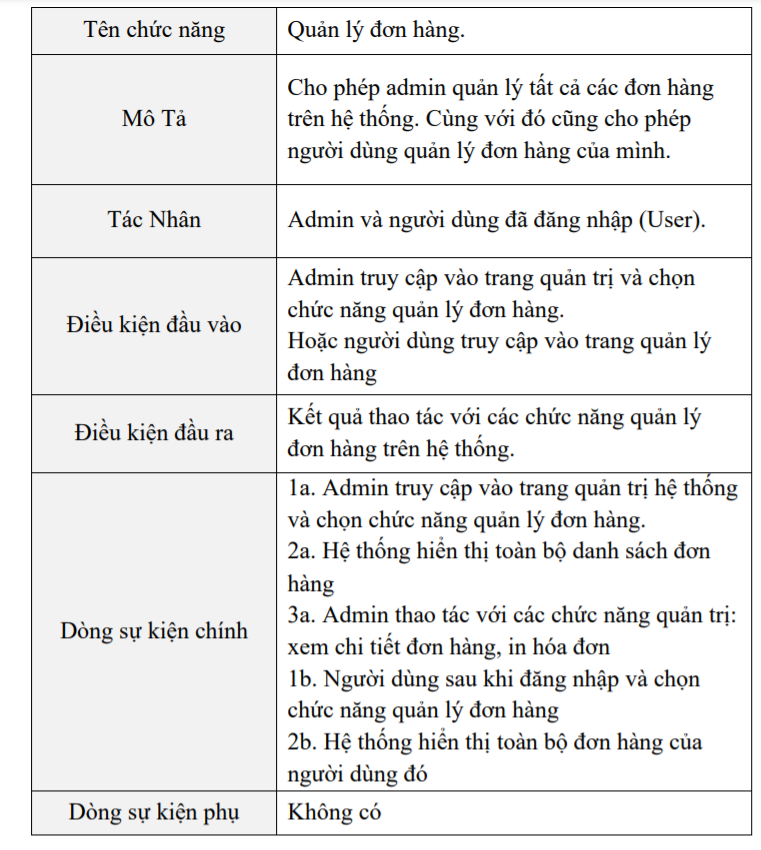 Tên chức năng
Quản lý đơn hàng.
Mô Tả
Cho phép admin quản lý tất cả các đơn hàng
trên hệ thống. Cùng với đó cũng cho phép
người dùng quản lý đơn hàng của mình.
Tác Nhân
Admin và người dùng đã đăng nhập (User).
Điều kiện đầu vào
Admin truy cập vào trang quản trị và chọn
chức năng quản lý đơn hàng.
Hoặc người dùng truy cập vào trang quản lý
đơn hàng
Điều kiện đầu ra
Kết quả thao tác với các chức năng quản lý
đơn hàng trên hệ thống.
Dòng sự kiện chính
1a. Admin truy cập vào trang quản trị hệ thống
và chọn chức năng quản lý đơn hàng.
2a. Hệ thống hiển thị toàn bộ danh sách đơn
hàng
3a. Admin thao tác với các chức năng quản trị:
xem chi tiết đơn hàng, in hóa đơn
1b. Người dùng sau khi đăng nhập và chọn
chức năng quản lý đơn hàng
2b. Hệ thống hiển thị toàn bộ đơn hàng của
người dùng đó
Dòng sự kiện phụ
Không có